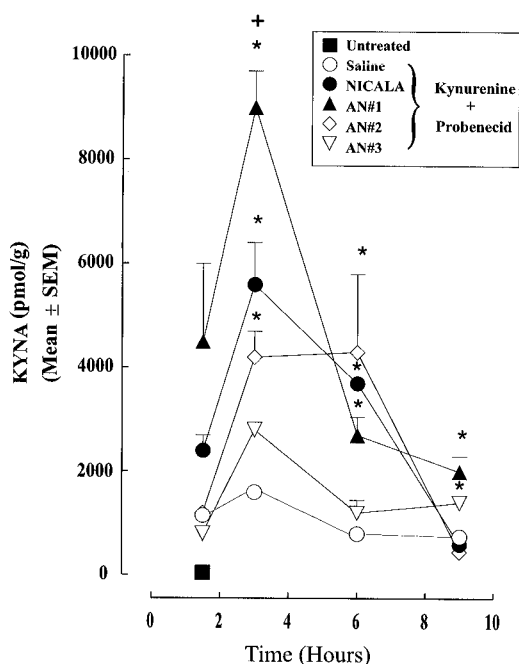 +
*
10000
8000
6000
4000
2000
0
KYNA (pmol/g)
(Mean ± SEM)
Untreated
Saline
NICALA
AN#1
AN#2
AN#3
Kynurenine
+
Probenecid
*
*
*
*
*
*
*
0
2
4
6
8
10
Time (Hours)